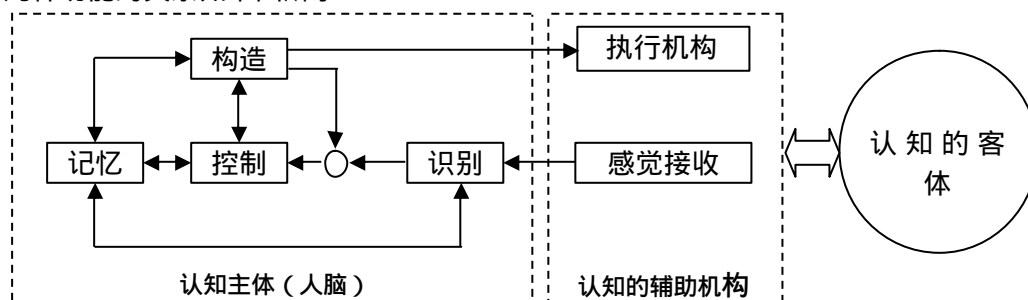 构造
执行机构
认知的客
体
记忆
控制
识别
感觉接收
认知主体（人脑）
认知的辅助机构